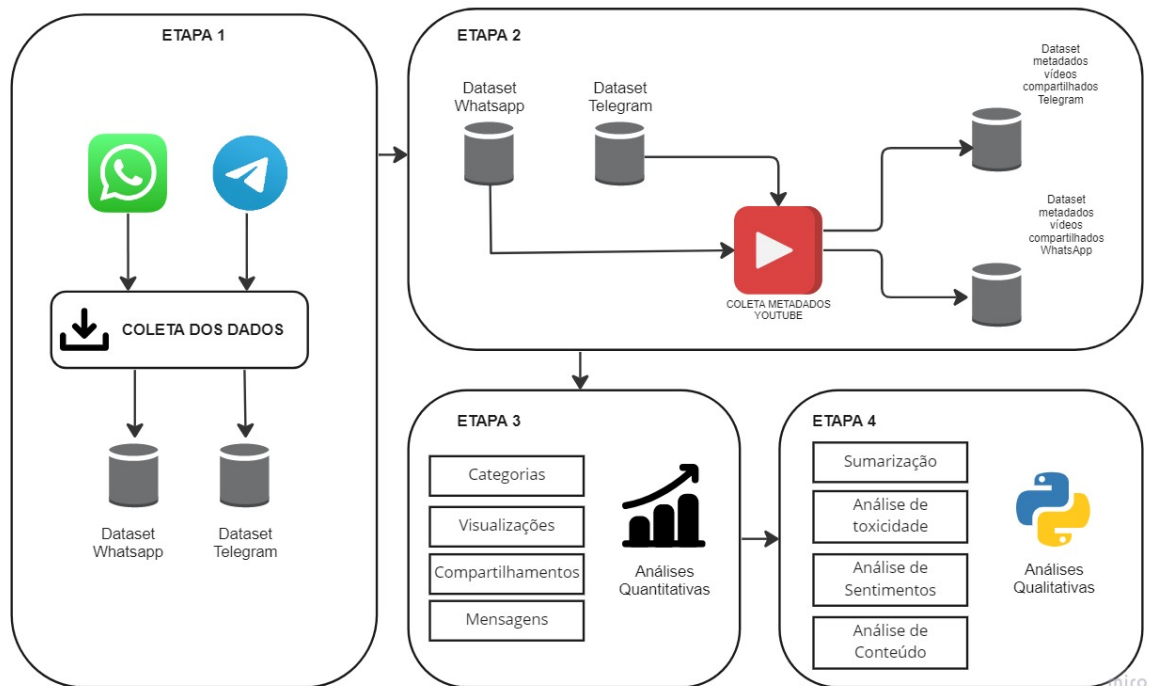 ETAPA 1
COLETA DOS DADOS
Dataset
Whatsapp
Dataset
Telegram
ETAPA 2
Dataset
Whatsapp
Dataset
Telegram
COLETA METADADOS
YOUTUBE
Dataset
metadados
vídeos
compartilhados
Telegram
Dataset
metadados
vídeos
compartilhados
WhatsApp
ETAPA 3
Categorias
Visualizações
Compartilhamentos
Mensagens
Análises
Quantitativas
ETAPA 4
Sumarização
Análise de
toxicidade
Análise de
Sentimentos
Análise de
Conteúdo
Análises
Qualitativas
miro